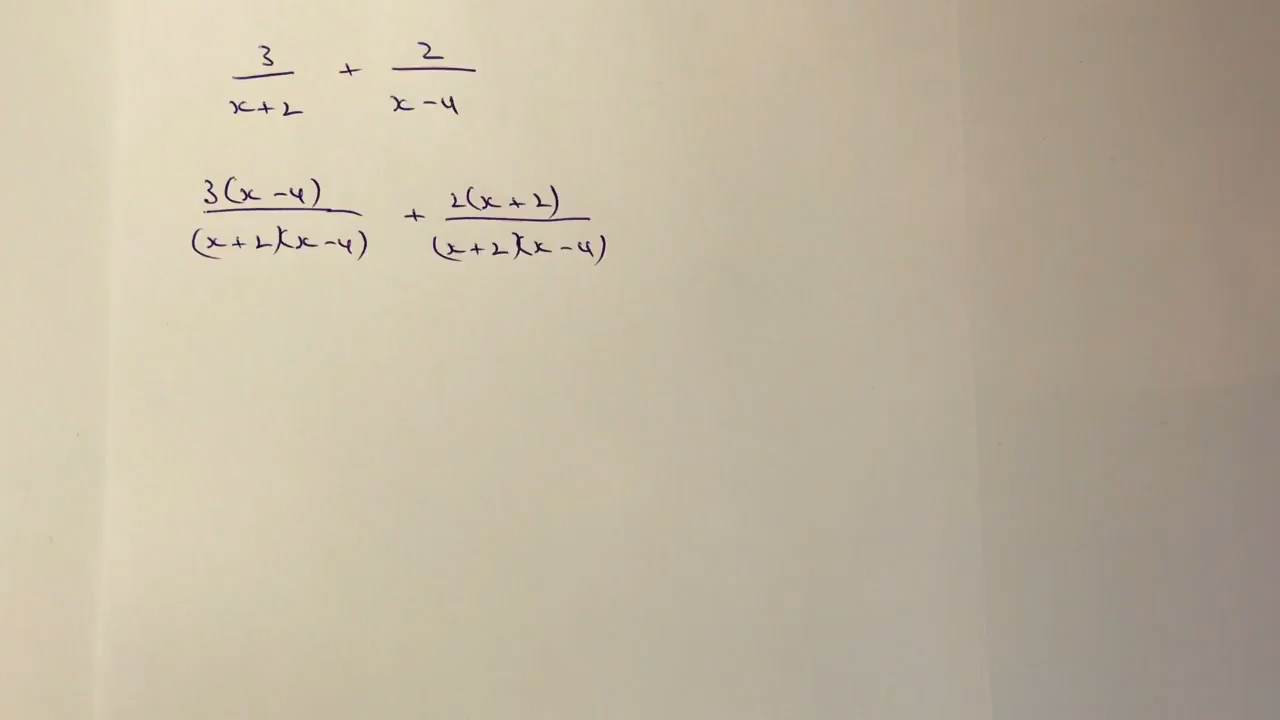 3/(x+2) + 2/(x-4)
3(x-4)/(x+2)(x-4) + 2(x+2)/(x+2)(x-4)